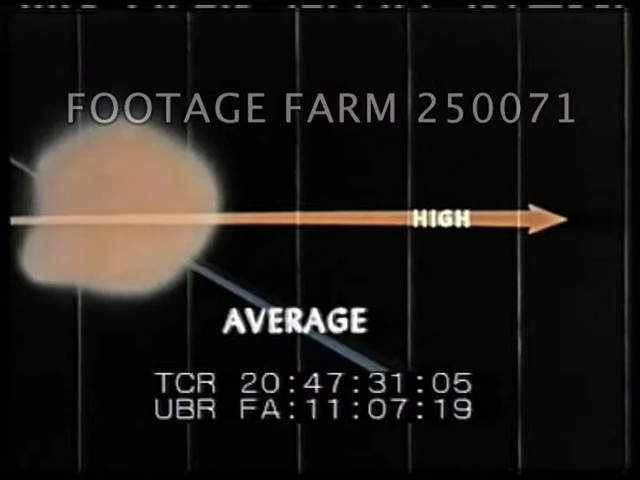 FOOTAGE FARM 250071
HIGH
AVERAGE
TCR 20:47:31:05
UBR FA:11:07:19